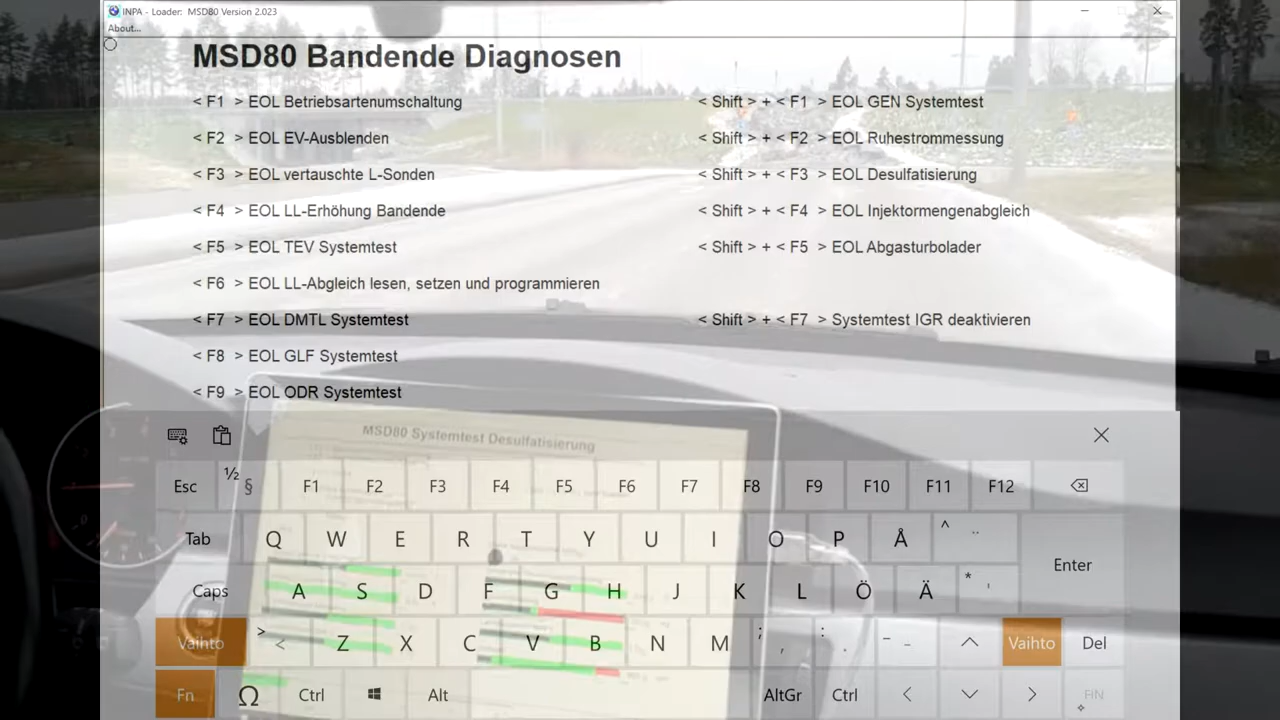 INPA - Loader: MSD80 Version 2.023
About...
MSD80 Bandende Diagnosen
< F1 > EOL Betriebsartenumschaltung
< Shift > + < F1 > EOL GEN Systemtest
< F2 > EOL EV-Ausblenden
< Shift > + < F2 > EOL Ruhestrommessung
< F3 > EOL vertauschte L-Sonden
< Shift > + < F3 > EOL Desulfatisierung
< F4 > EOL LL-Erhöhung Bandende
< Shift > + < F4 > EOL Injektormengenabgleich
< F5 > EOL TEV Systemtest
< Shift > + < F5 > EOL Abgasturbolader
< F6 > EOL LL-Abgleich lesen, setzen und programmieren
< F7 > EOL DMTL Systemtest
< Shift > + < F7 > Systemtest IGR deaktivieren
< F8 > EOL GLF Systemtest
< F9 > EOL ODR Systemtest
MSD80 Systemtest Desulfatisierung
Esc ½ § F1 F2 F3 F4 F5 F6 F7 F8 F9 F10 F11 F12
Tab Q W E R T Y U I O P Å ^ ¨ Enter
Caps A S D F G H J K L Ö Ä * '
Vaihto > < Z X C V B N M ; , : . _ - Vaihto Del
Fn Ω Ctrl Alt AltGr Ctrl FiN